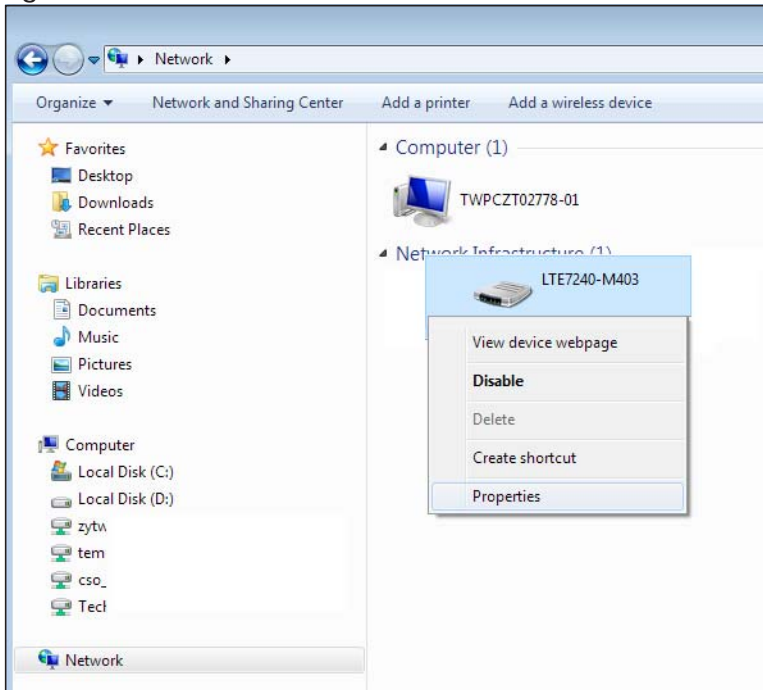 Network
Organize Network and Sharing Center Add a printer Add a wireless device
Favorites
Desktop
Downloads
Recent Places
Libraries
Documents
Music
Pictures
Videos
Computer
Local Disk (C:)
Local Disk (D:)
zytw
tem
cso_
Tech
Network
Computer (1)
TWPCZT02778-01
Network Infrastructure (1)
LTE7240-M403
View device webpage
Disable
Delete
Create shortcut
Properties